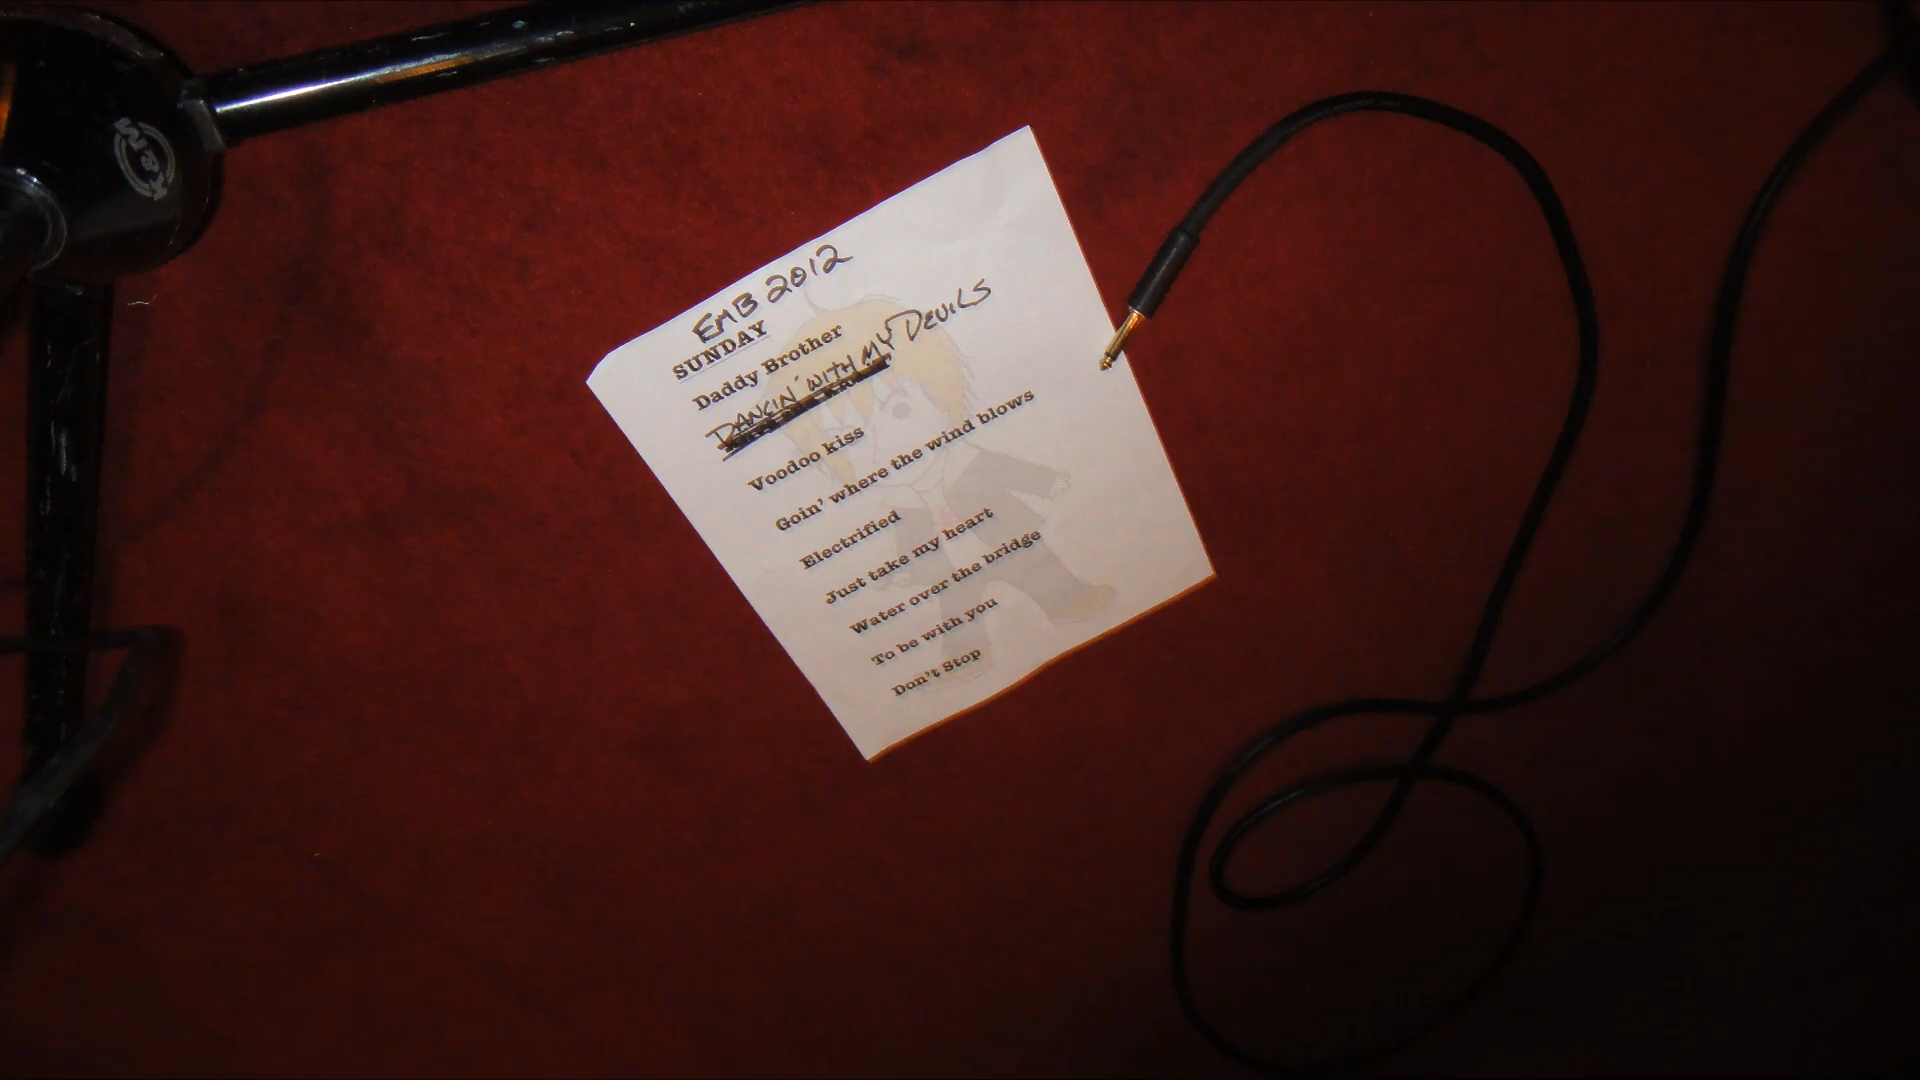 K&M
EMB 2012
SUNDAY
Daddy Brother
DANCIN' WITH MY DEVILS
Voodoo kiss
Goin' where the wind blows
Electrified
Just take my heart
Water over the bridge
To be with you
Don't Stop